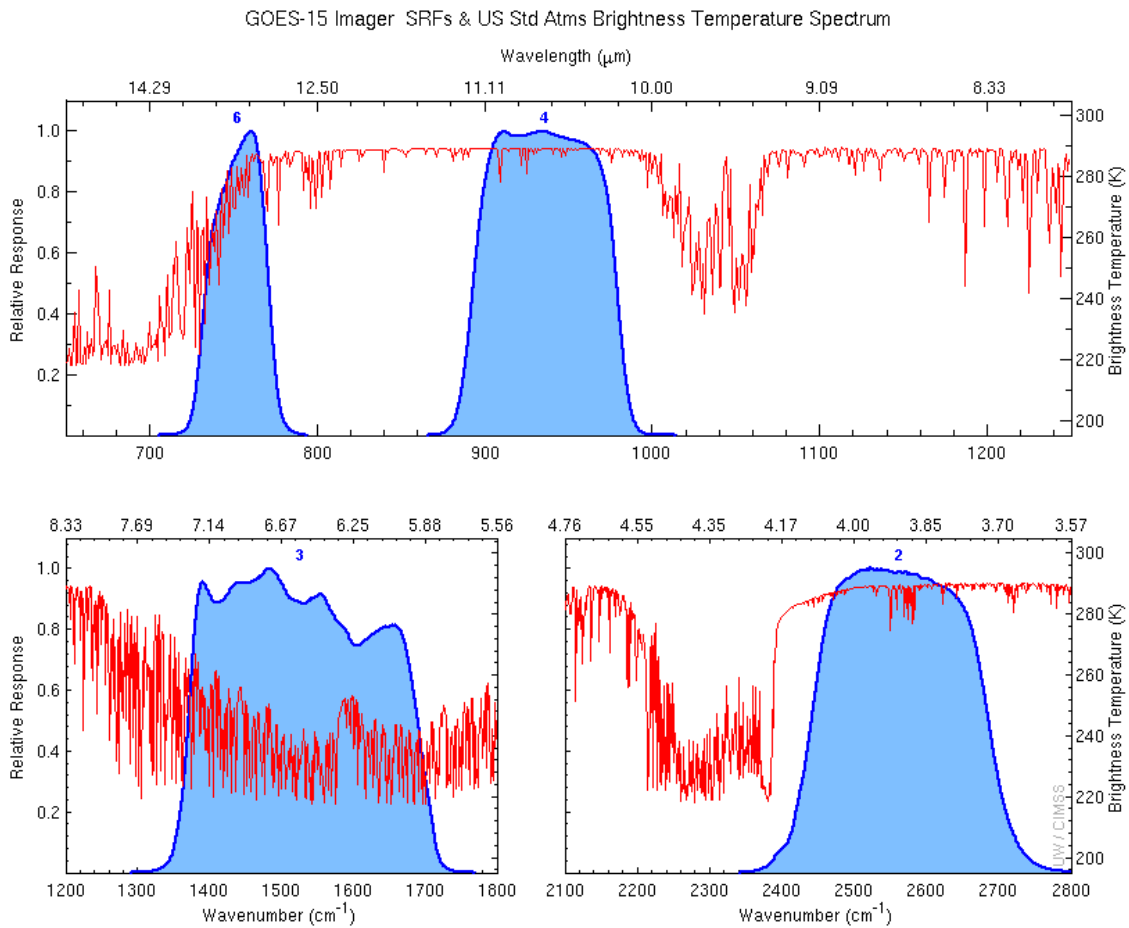 GOES-15 Imager  SRFs & US Std Atms Brightness Temperature Spectrum
Wavelength (μm)
14.29 12.50 11.11 10.00 9.09 8.33
6 4
1.0 0.8 0.6 0.4 0.2
Relative Response
300 280 260 240 220 200
Brightness Temperature (K)
700 800 900 1000 1100 1200
8.33 7.69 7.14 6.67 6.25 5.88 5.56
3
1.0 0.8 0.6 0.4 0.2
Relative Response
1200 1300 1400 1500 1600 1700 1800
Wavenumber (cm⁻¹)
4.76 4.55 4.35 4.17 4.00 3.85 3.70 3.57
2
300 280 260 240 220 200
Brightness Temperature (K)
UW / CIMSS
2100 2200 2300 2400 2500 2600 2700 2800
Wavenumber (cm⁻¹)